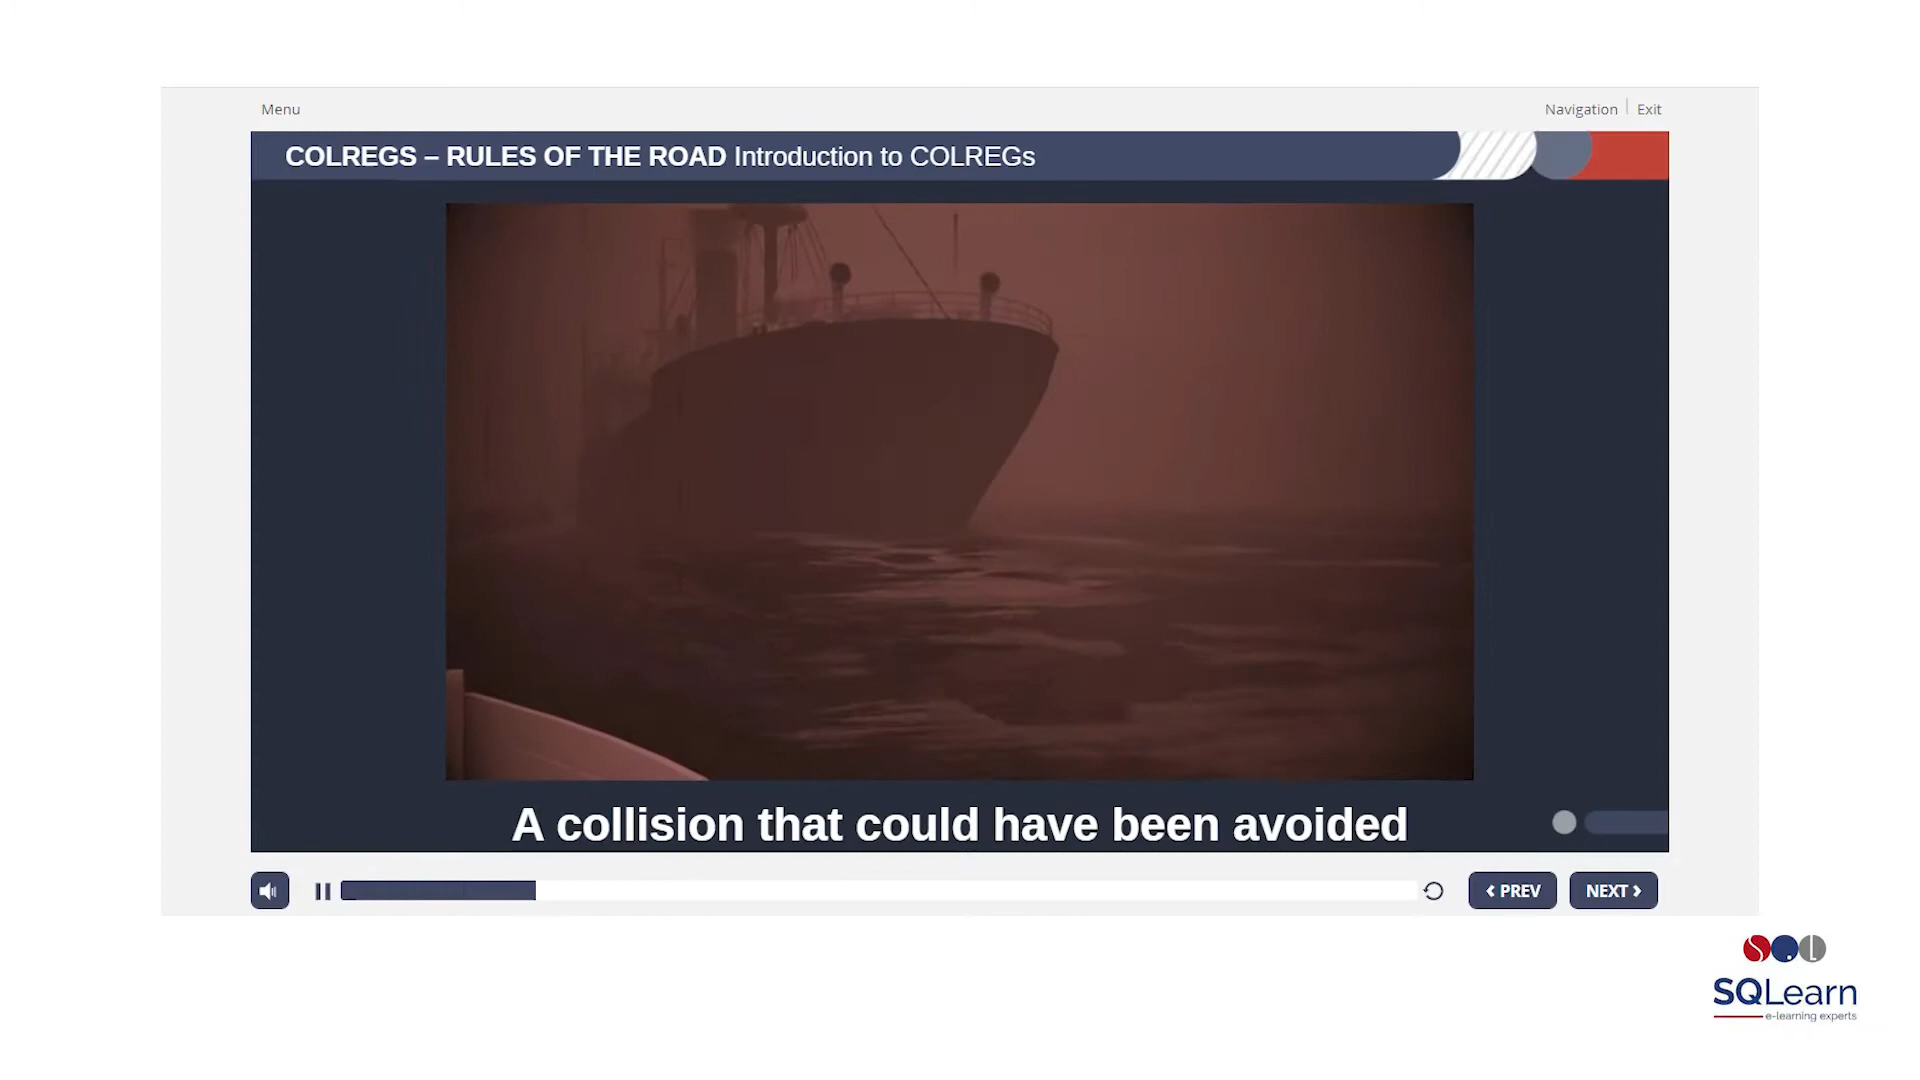 Menu
Navigation | Exit
COLREGS – RULES OF THE ROAD Introduction to COLREGs
A collision that could have been avoided
PREV
NEXT
SQL
SQLearn
e-learning experts